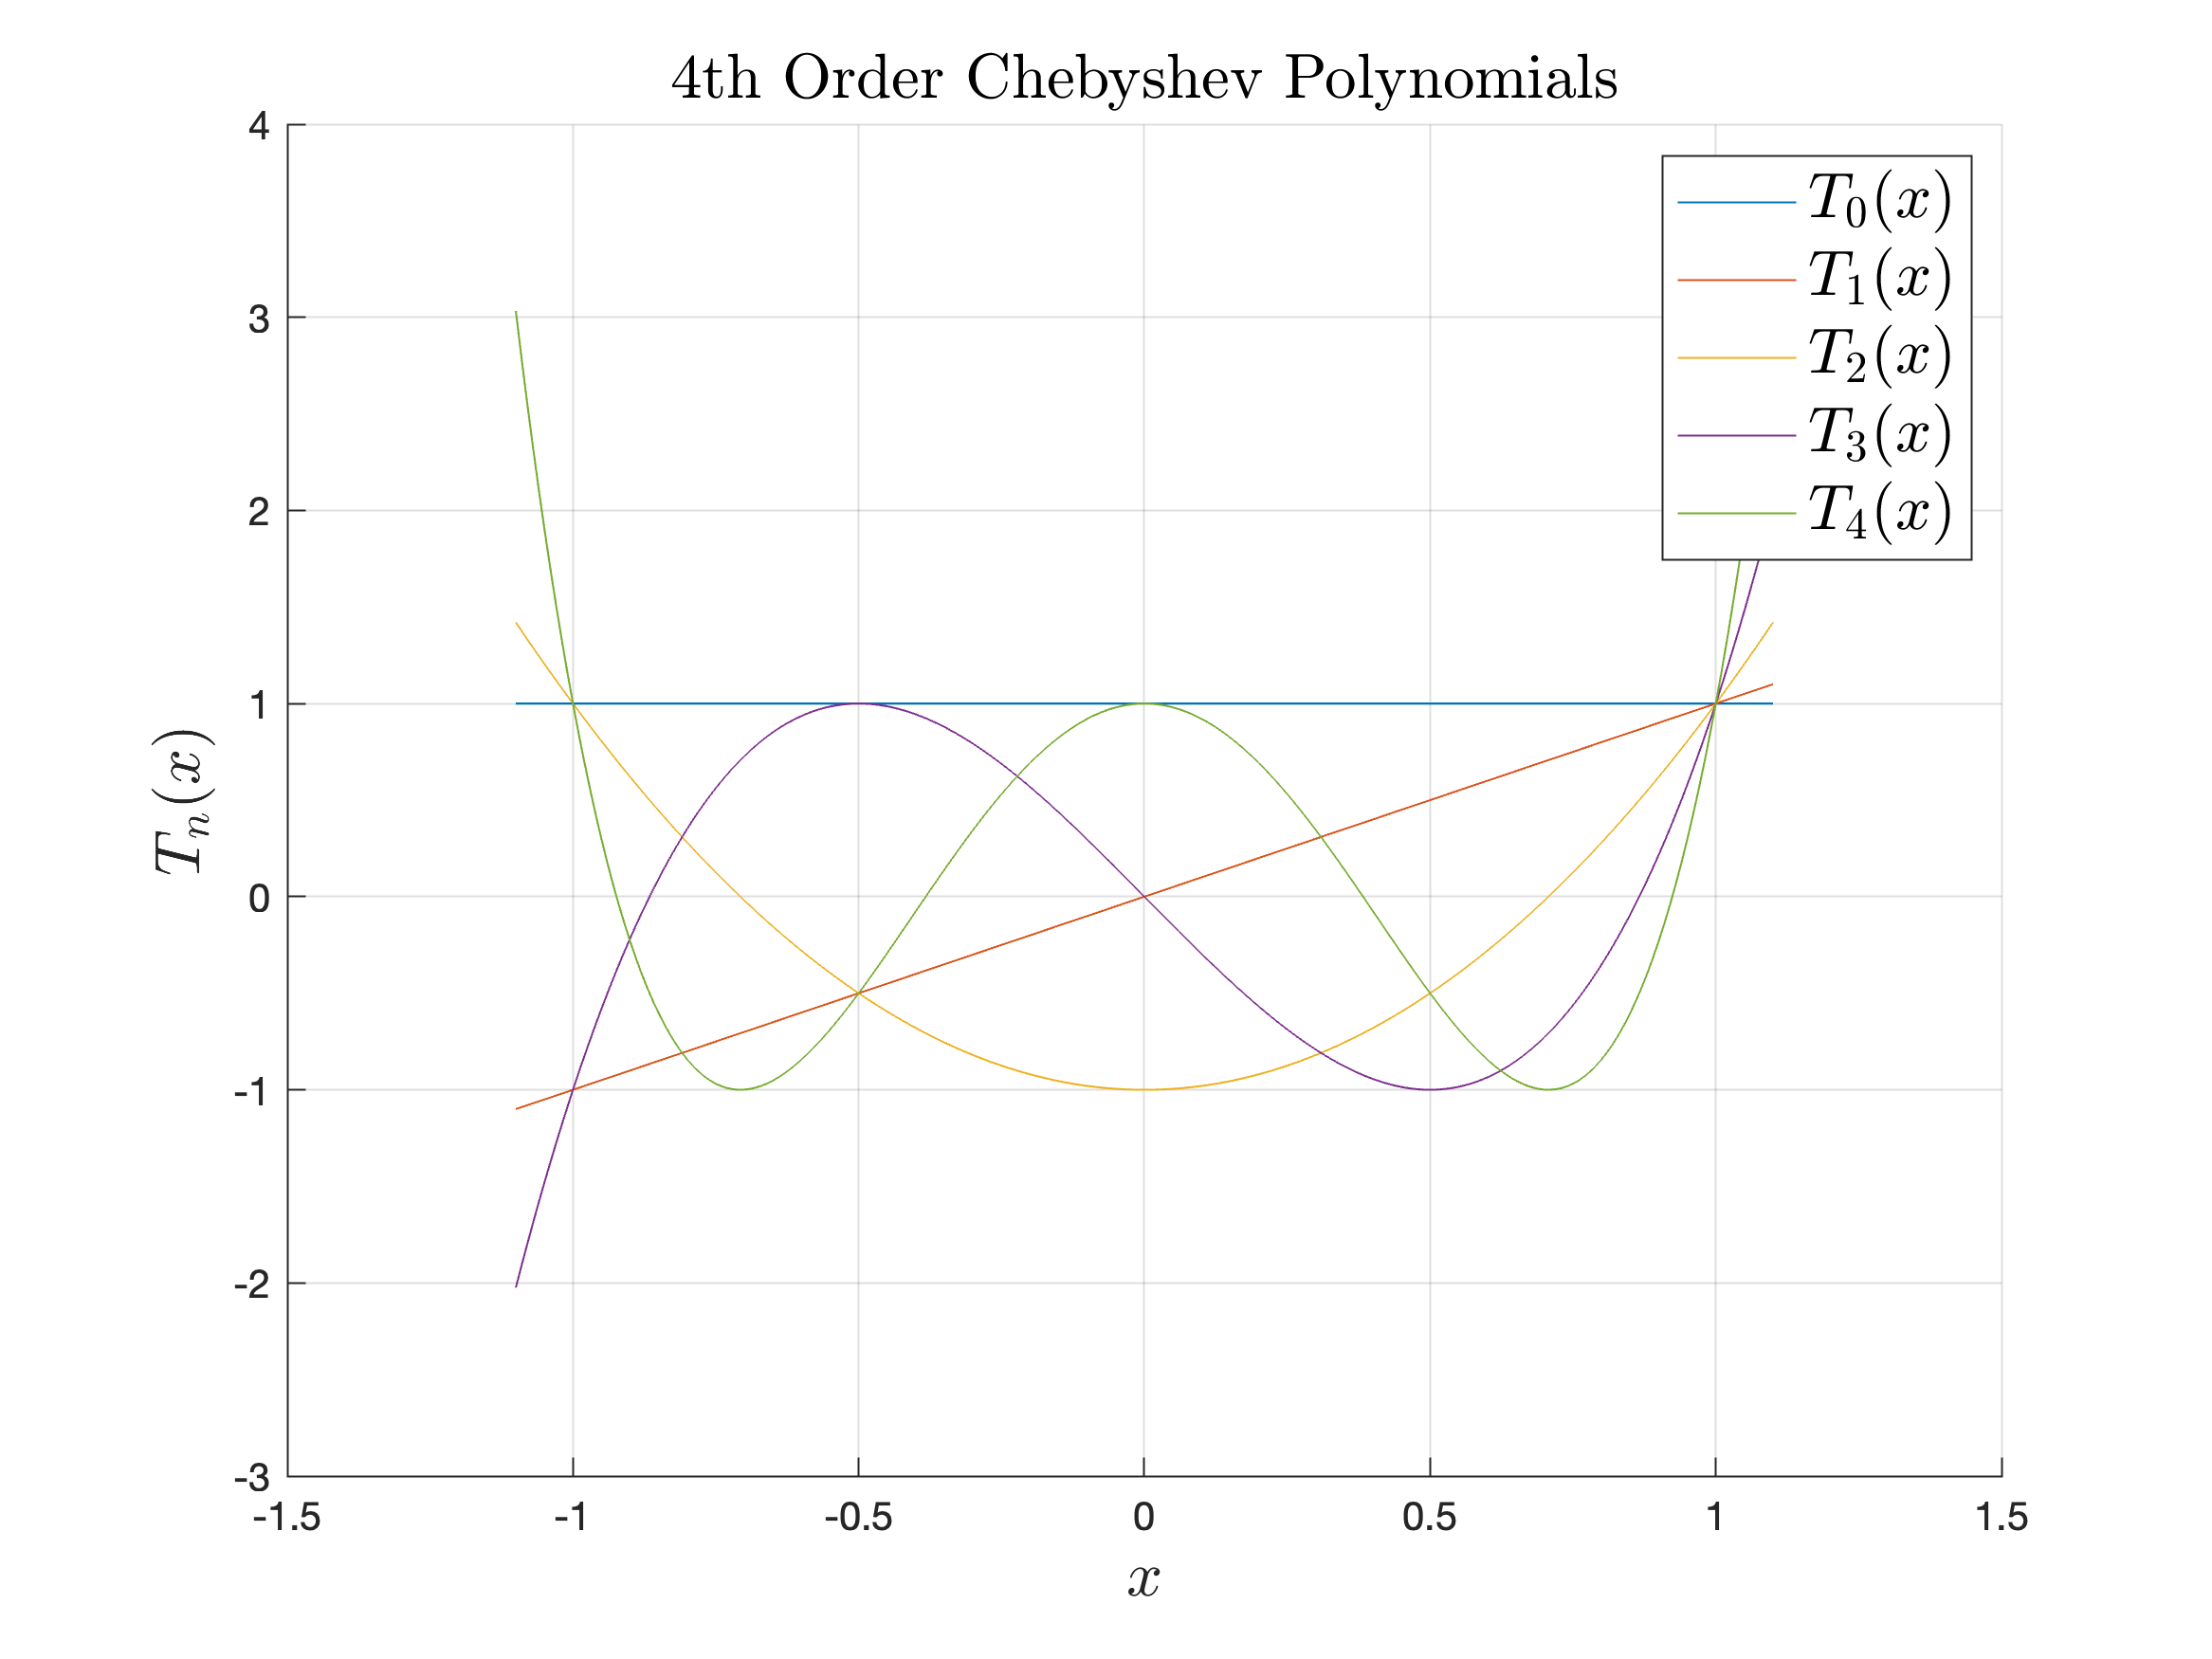 4th Order Chebyshev Polynomials
4
3
2
1
0
-1
-2
-3
T_n(x)
T_0(x)
T_1(x)
T_2(x)
T_3(x)
T_4(x)
-1.5 -1 -0.5 0 0.5 1 1.5
x